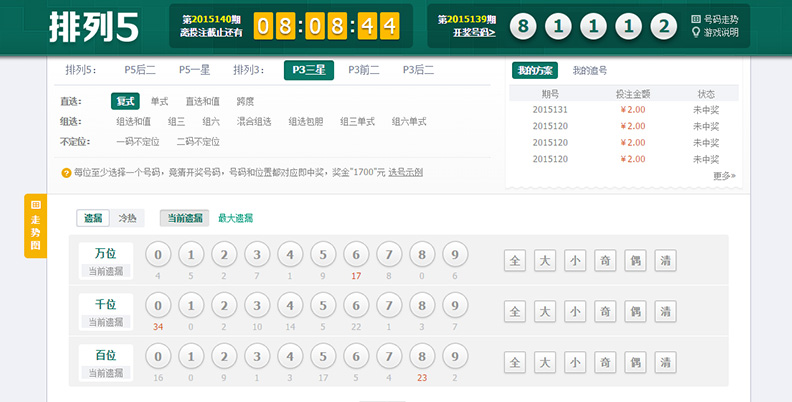 排列5
第2015140期
离投注截止还有
08:08:44
第2015139期
开奖号码>
8 1 1 1 2
号码走势
游戏说明
排列5： P5后二 P5一星 排列3： P3三星 P3前二 P3后二
直选： 复式 单式 直选和值 跨度
组选： 组选和值 组三 组六 混合组选 组选包胆 组三单式 组六单式
不定位： 一码不定位 二码不定位
每位至少选择一个号码，竞猜开奖号码，号码和位置都对应即中奖，奖金"1700"元 选号示例
我的方案 我的追号
期号 投注金额 状态
2015131 ￥2.00 未中奖
2015120 ￥2.00 未中奖
2015120 ￥2.00 未中奖
2015120 ￥2.00 未中奖
更多»
走势图
遗漏 冷热 当前遗漏 最大遗漏
万位 0 1 2 3 4 5 6 7 8 9 全 大 小 奇 偶 清
当前遗漏 4 5 2 7 1 9 17 8 0 6
千位 0 1 2 3 4 5 6 7 8 9 全 大 小 奇 偶 清
当前遗漏 34 0 2 10 14 5 22 1 3 7
百位 0 1 2 3 4 5 6 7 8 9 全 大 小 奇 偶 清
当前遗漏 16 0 9 1 3 17 5 4 23 2